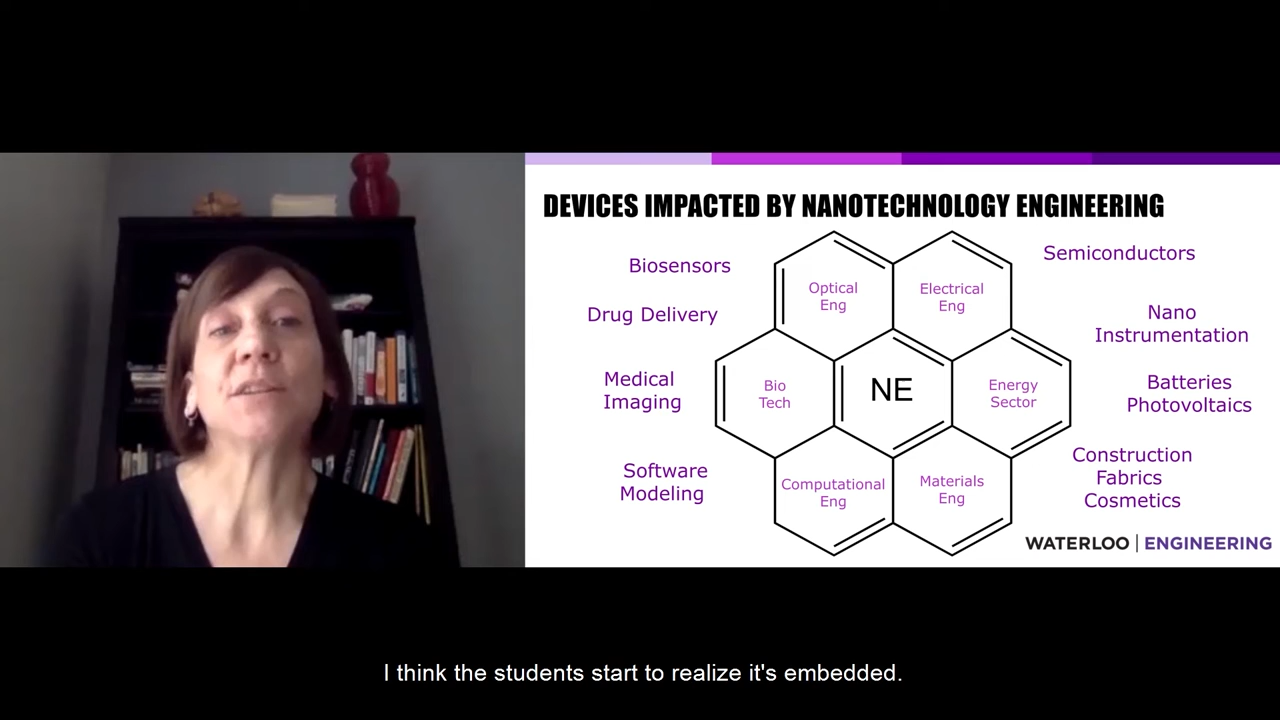 DEVICES IMPACTED BY NANOTECHNOLOGY ENGINEERING
Biosensors
Drug Delivery
Medical
Imaging
Software
Modeling
Optical
Eng
Electrical
Eng
Bio
Tech
NE
Energy
Sector
Computational
Eng
Materials
Eng
Semiconductors
Nano
Instrumentation
Batteries
Photovoltaics
Construction
Fabrics
Cosmetics
WATERLOO | ENGINEERING
I think the students start to realize it's embedded.